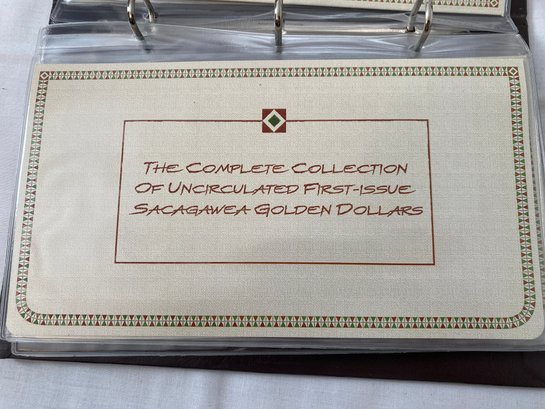 The Complete Collection
Of Uncirculated First-issue
Sacagawea Golden Dollars